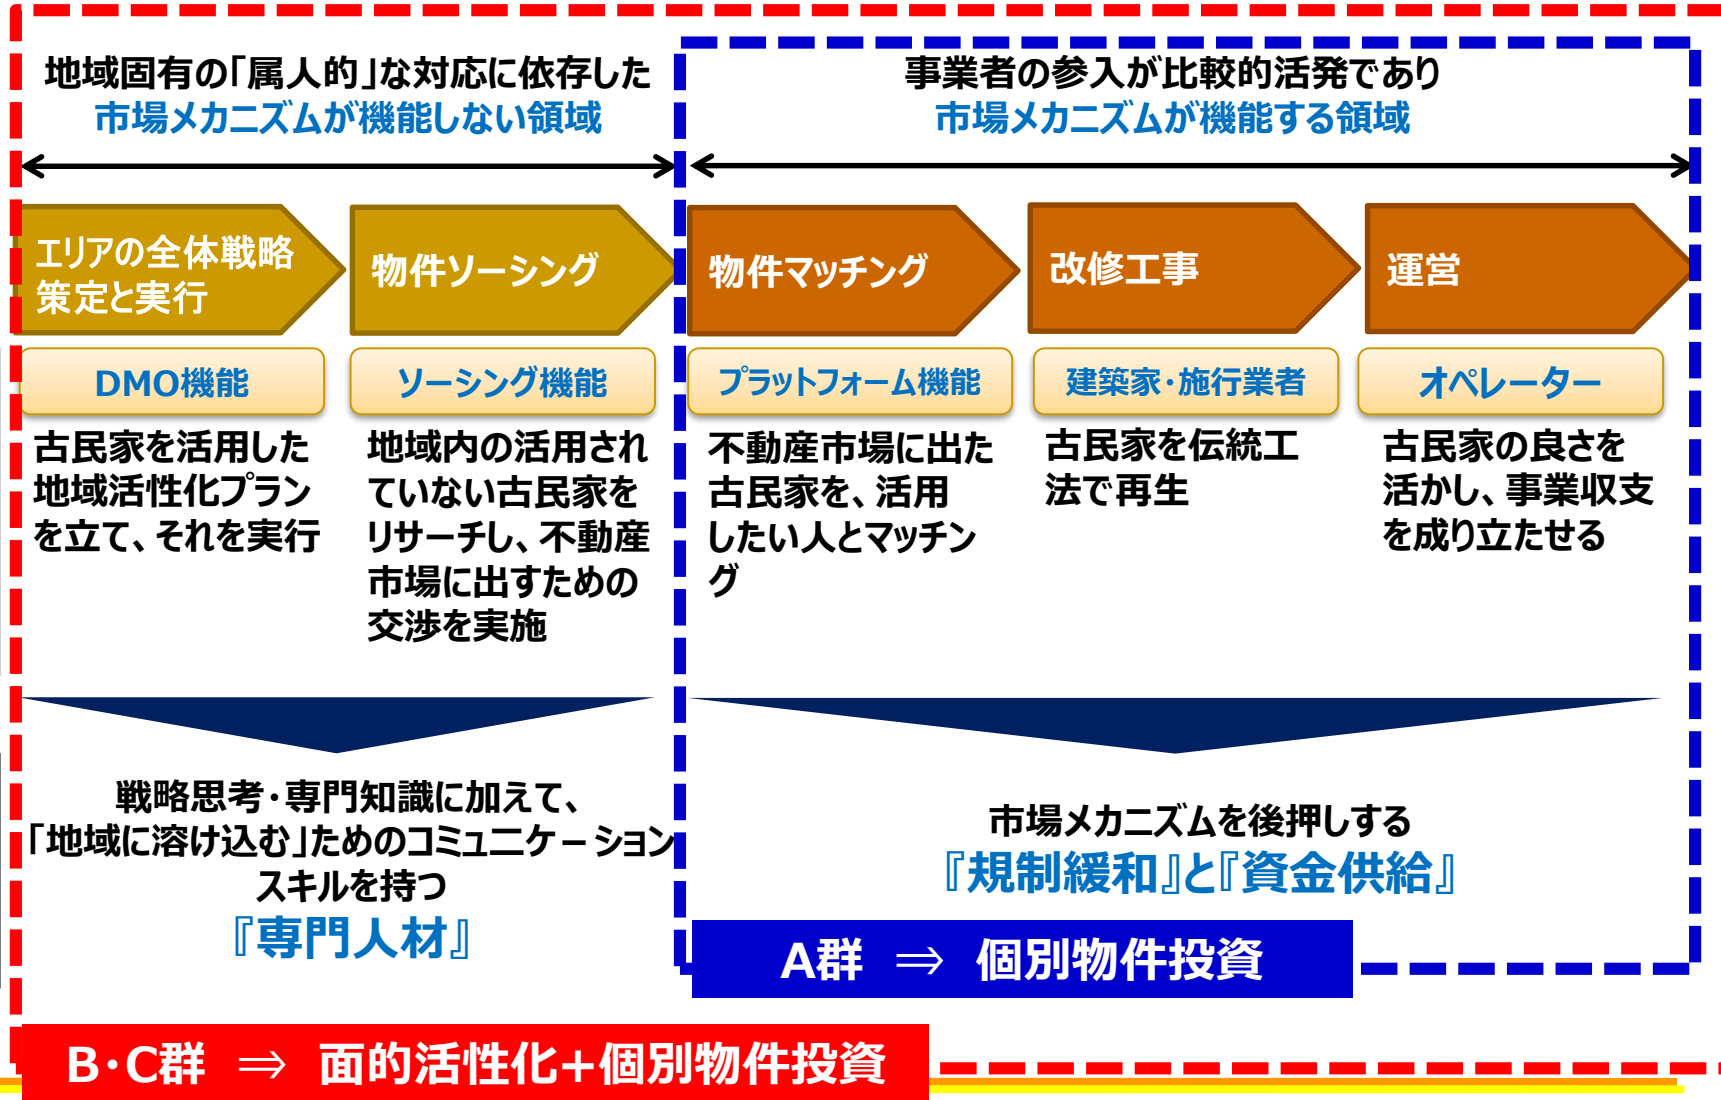 地域固有の「属人的」な対応に依存した
市場メカニズムが機能しない領域
事業者の参入が比較的活発であり
市場メカニズムが機能する領域
エリアの全体戦略
策定と実行
物件ソーシング
物件マッチング
改修工事
運営
DMO機能
ソーシング機能
プラットフォーム機能
建築家・施行業者
オペレーター
古民家を活用した
地域活性化プラン
を立て、それを実行
地域内の活用され
ていない古民家を
リサーチし、不動産
市場に出すための
交渉を実施
不動産市場に出た
古民家を、活用
したい人とマッチン
グ
古民家を伝統工
法で再生
古民家の良さを
活かし、事業収支
を成り立たせる
戦略思考・専門知識に加えて、
「地域に溶け込む」ためのコミュニケーション
スキルを持つ
『専門人材』
市場メカニズムを後押しする
『規制緩和』と『資金供給』
A群 ⇒ 個別物件投資
B・C群 ⇒ 面的活性化+個別物件投資